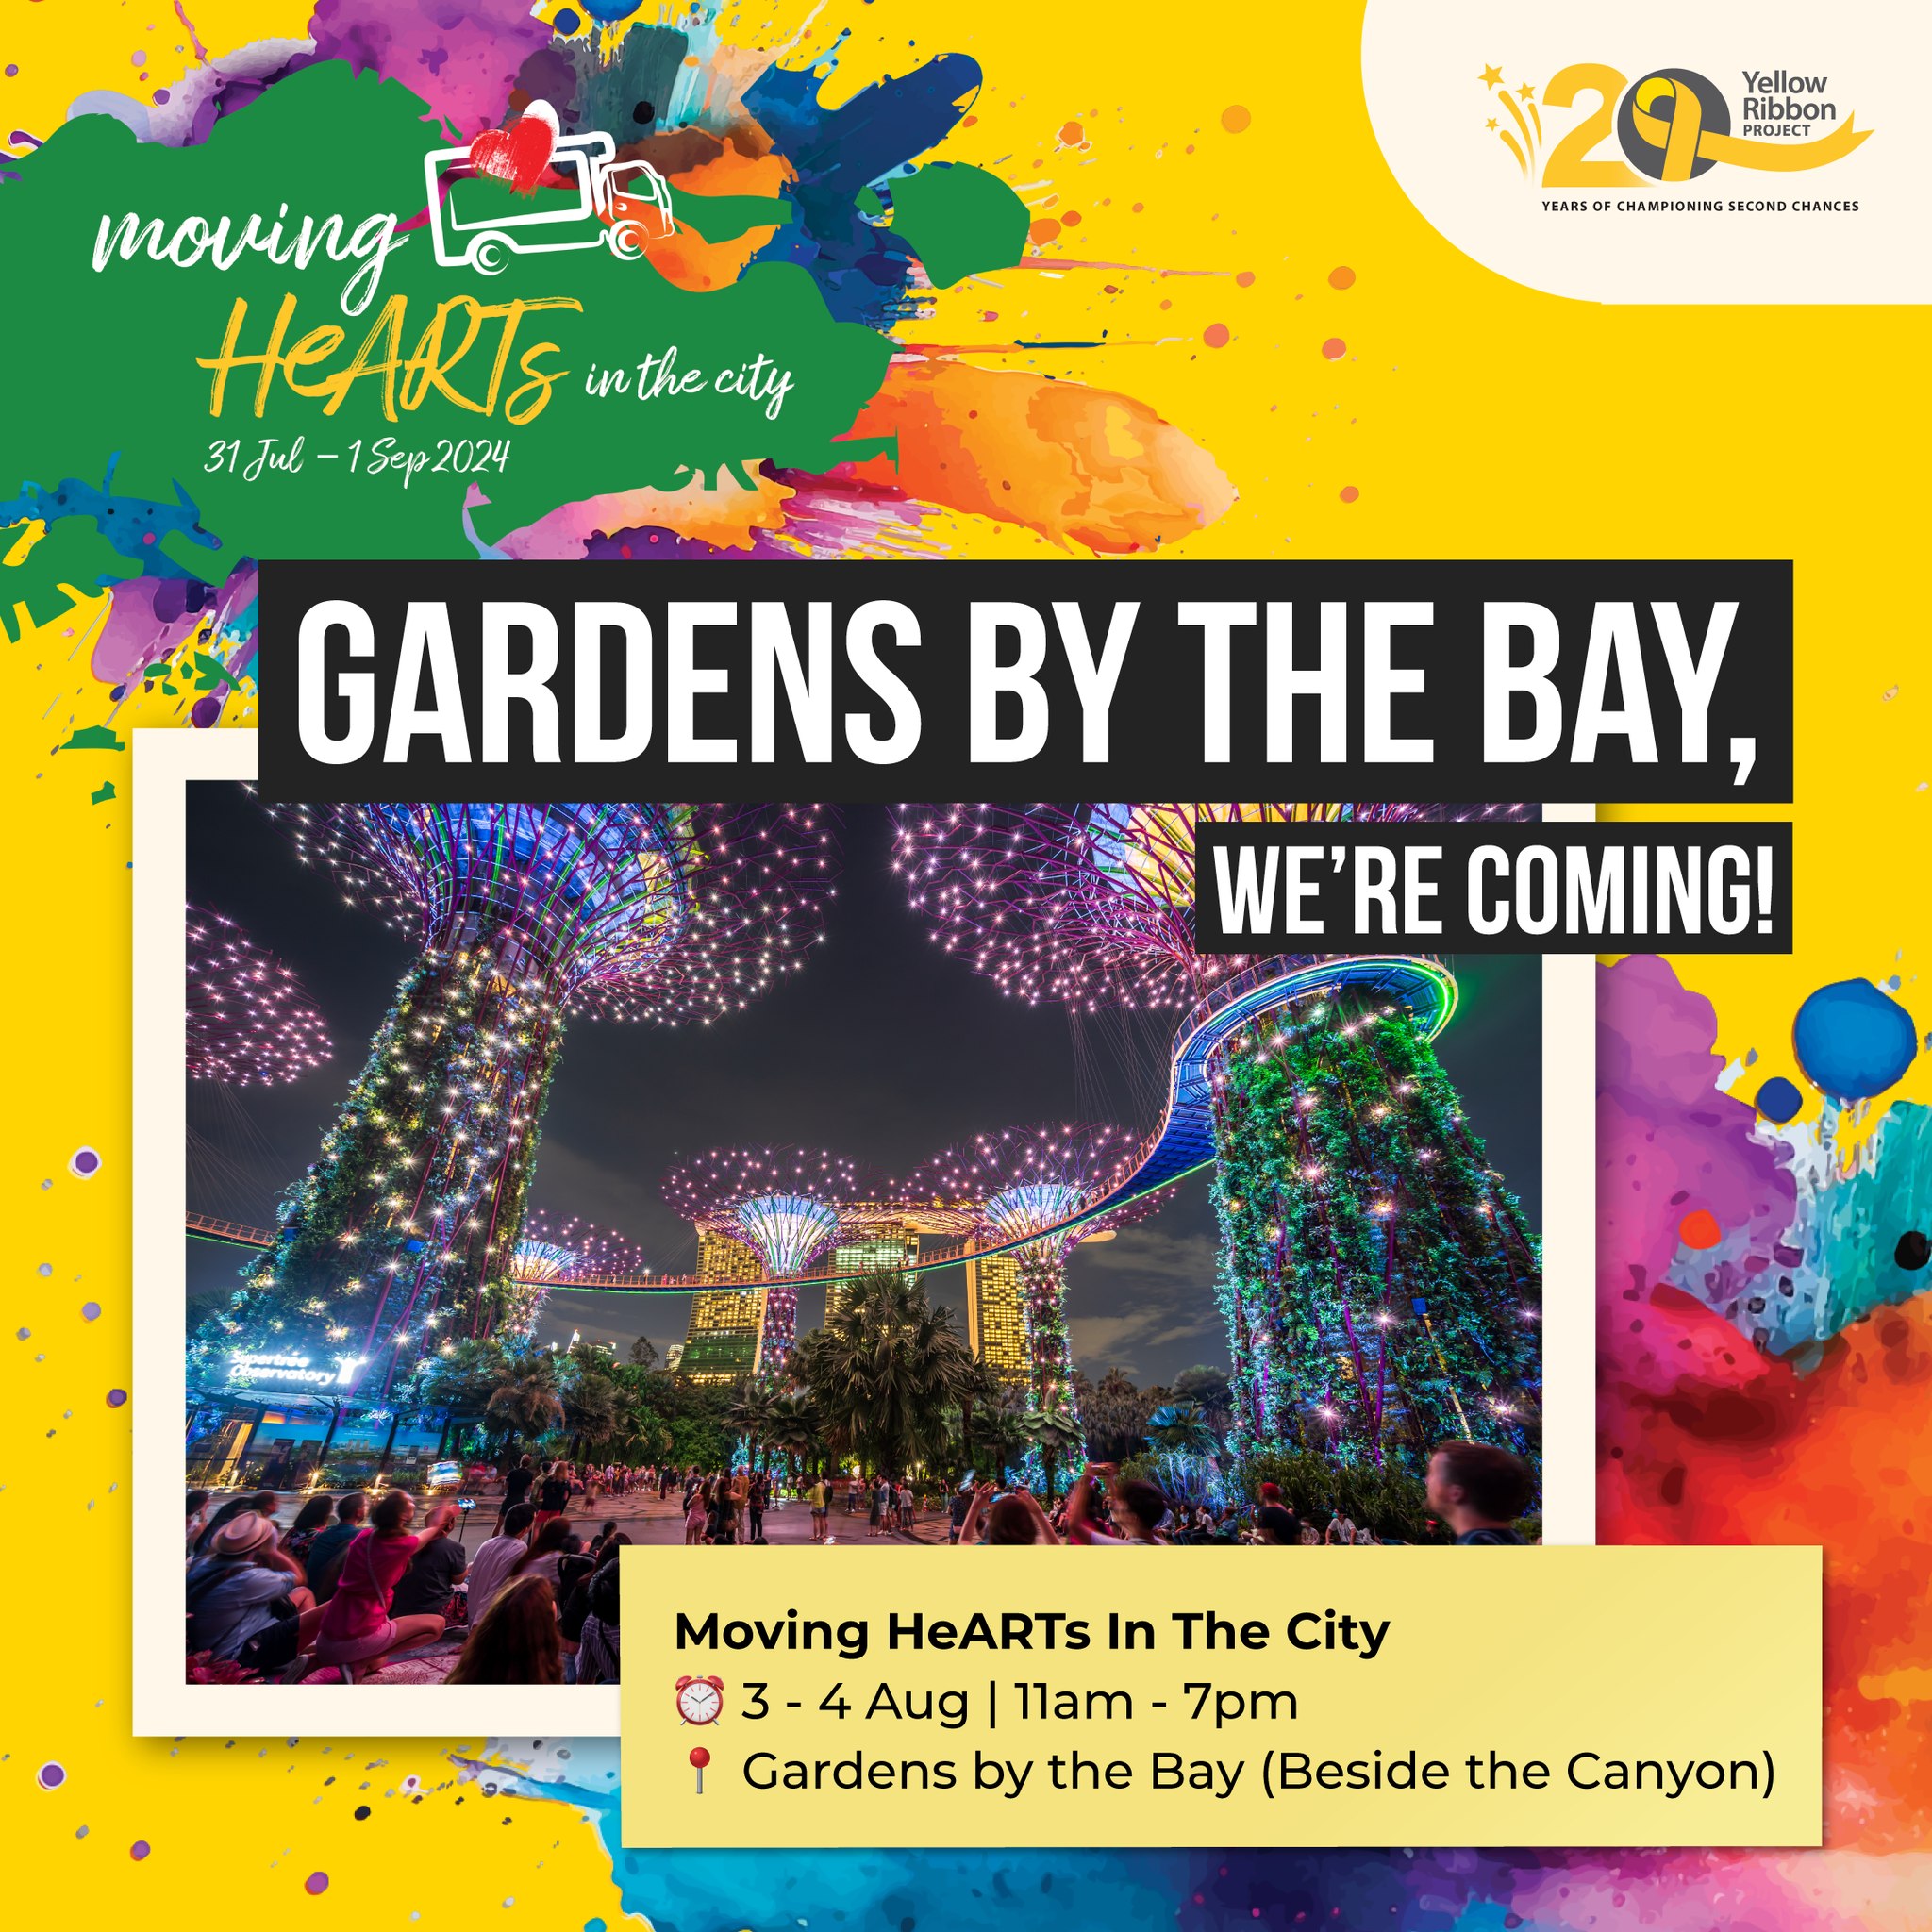 moving
HeARTs in the city
31 Jul – 1 Sep 2024
20
Yellow
Ribbon
PROJECT
YEARS OF CHAMPIONING SECOND CHANCES
GARDENS BY THE BAY,
WE'RE COMING!
Supertree
Observatory
Moving HeARTs In The City
3 - 4 Aug | 11am - 7pm
Gardens by the Bay (Beside the Canyon)